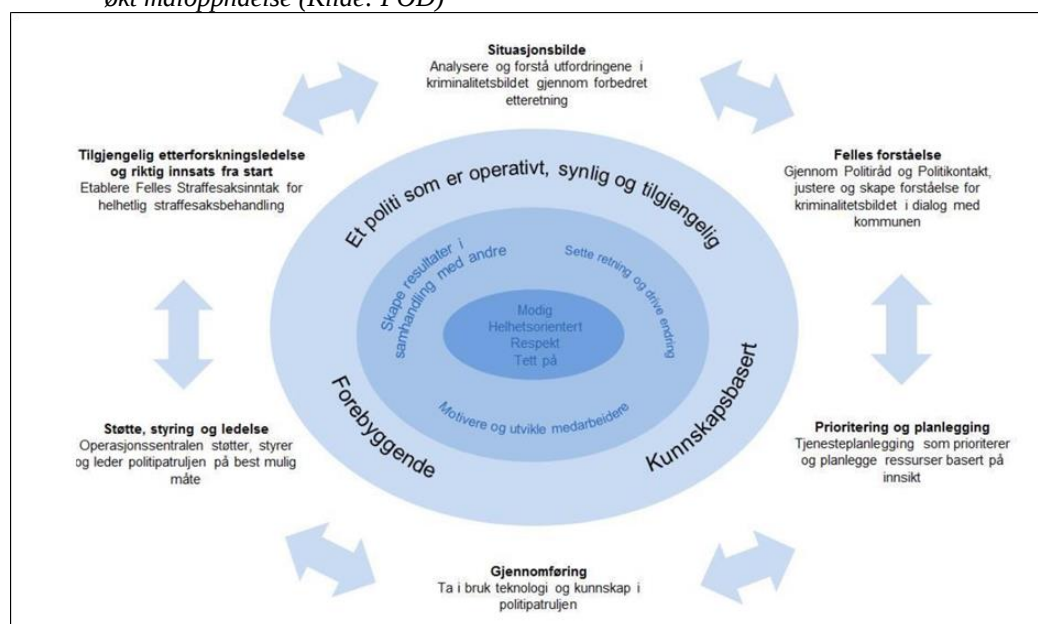 økt måloppnåelse (Kilde: POD)
Situasjonsbilde
Analysere og forstå utfordringene i
kriminalitetsbildet gjennom forbedret
etteretning
Tilgjengelig etterforskningsledelse
og riktig innsats fra start
Etablere Felles Straffesaksinntak for
helhetlig straffesaksbehandling
Felles forståelse
Gjennom Politiråd og Politikontakt,
justere og skape forståelse for
kriminalitetsbildet i dialog med
kommunen
Et politi som er operativt, synlig og tilgjengelig
Skape resultater i
samhandling med andre
Sette retning og drive endring
Modig
Helhetsorientert
Respekt
Tett på
Motivere og utvikle medarbeidere
Forebyggende
Kunnskapsbasert
Støtte, styring og ledelse
Operasjonssentralen støtter, styrer
og leder politipatruljen på best mulig
måte
Prioritering og planlegging
Tjenesteplanlegging som prioriterer
og planlegge ressurser basert på
innsikt
Gjennomføring
Ta i bruk teknologi og kunnskap i
politipatruljen